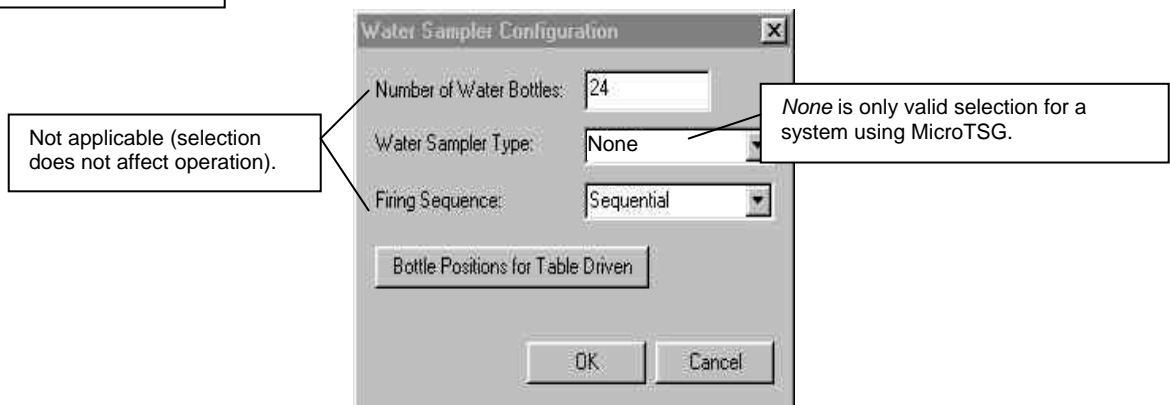 Water Sampler Configuration
Number of Water Bottles: 24
Not applicable (selection
does not affect operation).
Water Sampler Type: None
None is only valid selection for a
system using MicroTSG.
Firing Sequence: Sequential
Bottle Positions for Table Driven
OK Cancel